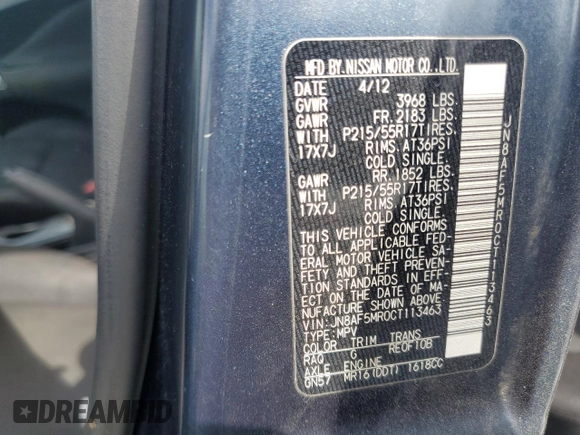 MFD BY.NISSAN MOTOR CO.,LTD.
DATE 4/12
GVWR 3968 LBS.
GAWR FR. 2183 LBS.
WITH P215/55R17TIRES.
17X7J RIMS. AT36PSI
COLD SINGLE.
GAWR RR. 1852 LBS.
WITH P215/55R17TIRES.
17X7J RIMS. AT36PSI
COLD SINGLE.
THIS VEHICLE CONFORMS
TO ALL APPLICABLE FED-
ERAL MOTOR VEHICLE SA-
FETY AND THEFT PREVEN-
TION STANDARDS IN EFF-
ECT ON THE DATE OF MA-
NUFACTURE SHOWN ABOVE.
VIN: JN8AF5MR0CT113463
TYPE: MPV
COLOR TRIM TRANS
RAQ G RE0F10B
AXLE ENGINE
GN57 MR16(DDT) 1618CC
JN8AF5MR0CT113463
DREAMBID